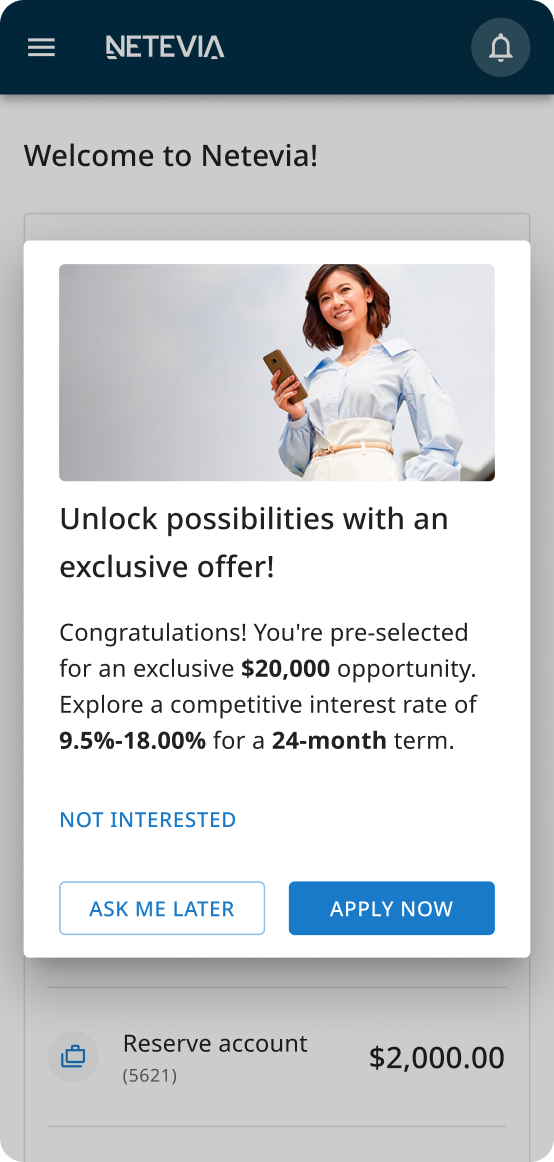 NETEVIA
Welcome to Netevia!
Unlock possibilities with an
exclusive offer!
Congratulations! You're pre-selected
for an exclusive $20,000 opportunity.
Explore a competitive interest rate of
9.5%-18.00% for a 24-month term.
NOT INTERESTED
ASK ME LATER
APPLY NOW
Reserve account
$2,000.00
(5621)